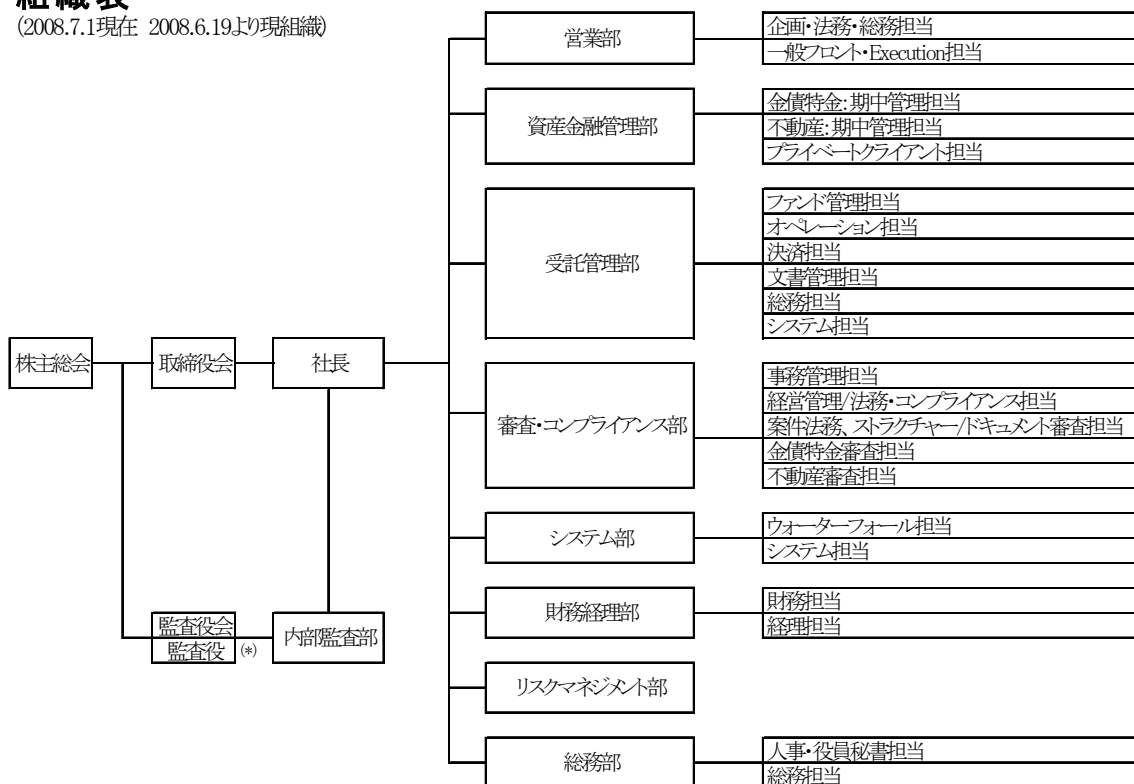 組織表
(2008.7.1現在 2008.6.19より現組織)
営業部
企画・法務・総務担当
一般フロント・Execution担当
資産金融管理部
金債特金:期中管理担当
不動産:期中管理担当
プライベートクライアント担当
受託管理部
ファンド管理担当
オペレーション担当
決済担当
文書管理担当
総務担当
システム担当
株主総会
取締役会
社長
審査・コンプライアンス部
事務管理担当
経営管理/法務・コンプライアンス担当
案件法務、ストラクチャー/ドキュメント審査担当
金債特金審査担当
不動産審査担当
システム部
ウォーターフォール担当
システム担当
監査役会
監査役 (*)
内部監査部
財務経理部
財務担当
経理担当
リスクマネジメント部
総務部
人事・役員秘書担当
総務担当